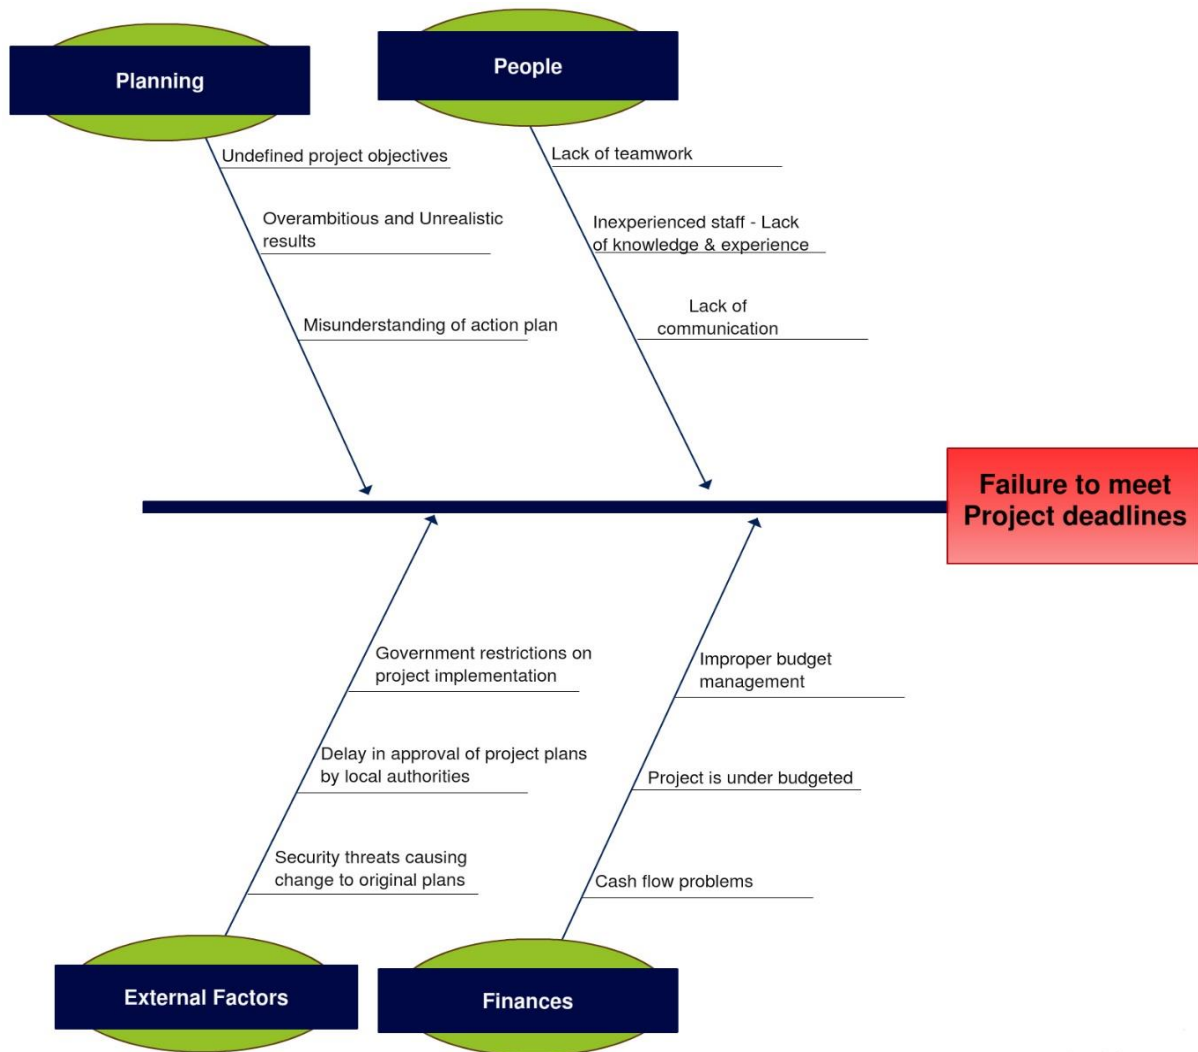 Planning
People
Undefined project objectives
Overambitious and Unrealistic
results
Misunderstanding of action plan
Lack of teamwork
Inexperienced staff - Lack
of knowledge & experience
Lack of
communication
Failure to meet
Project deadlines
Government restrictions on
project implementation
Delay in approval of project plans
by local authorities
Security threats causing
change to original plans
Improper budget
management
Project is under budgeted
Cash flow problems
External Factors
Finances